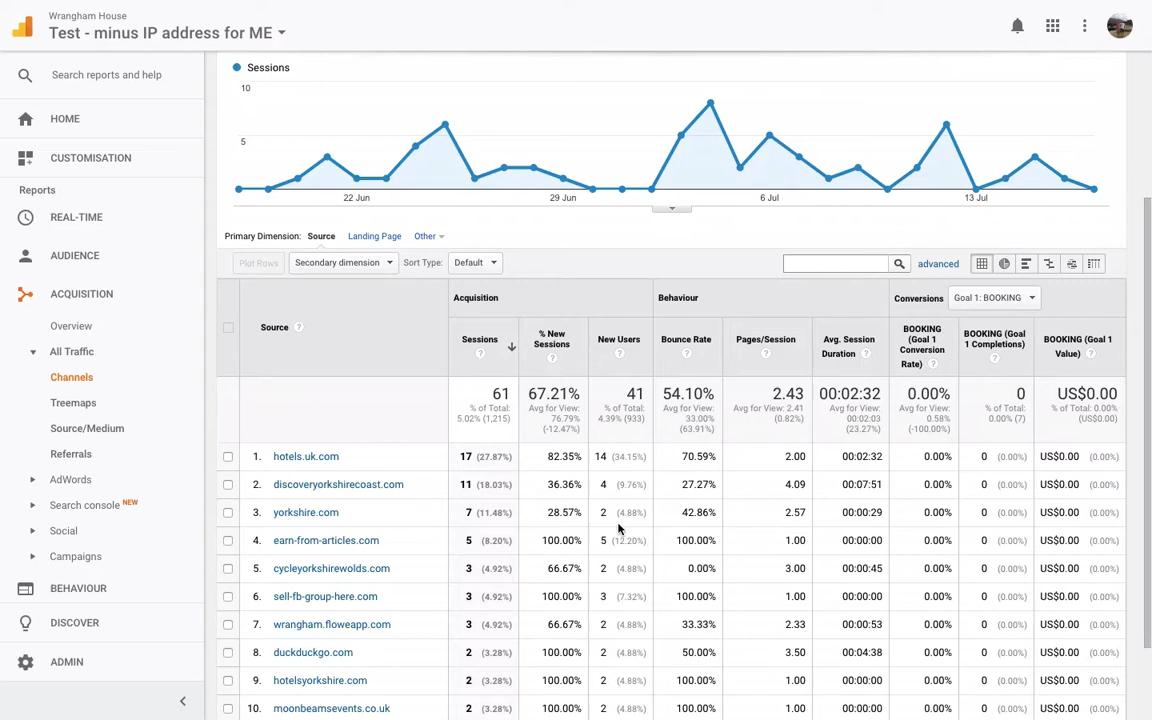 Wrangham House
Test - minus IP address for ME
Search reports and help
HOME
CUSTOMISATION
Reports
REAL-TIME
AUDIENCE
ACQUISITION
Overview
All Traffic
Channels
Treemaps
Source/Medium
Referrals
AdWords
Search console NEW
Social
Campaigns
BEHAVIOUR
DISCOVER
ADMIN
Sessions
10
5
22 Jun 29 Jun 6 Jul 13 Jul
Primary Dimension: Source Landing Page Other
Plot Rows Secondary dimension Sort Type: Default advanced
Source ?
Acquisition Behaviour Conversions Goal 1: BOOKING
Sessions ?
% New Sessions ?
New Users ?
Bounce Rate ?
Pages/Session ?
Avg. Session Duration ?
BOOKING (Goal 1 Conversion Rate) ?
BOOKING (Goal 1 Completions) ?
BOOKING (Goal 1 Value) ?
61 % of Total: 5.02% (1,215)
67.21% Avg for View: 76.79% (-12.47%)
41 % of Total: 4.39% (933)
54.10% Avg for View: 33.00% (63.91%)
2.43 Avg for View: 2.41 (0.82%)
00:02:32 Avg for View: 00:02:03 (23.27%)
0.00% Avg for View: 0.58% (-100.00%)
0 % of Total: 0.00% (7)
US$0.00 % of Total: 0.00% (US$0.00)
1. hotels.uk.com 17 (27.87%) 82.35% 14 (34.15%) 70.59% 2.00 00:02:32 0.00% 0 (0.00%) US$0.00 (0.00%)
2. discoveryorkshirecoast.com 11 (18.03%) 36.36% 4 (9.76%) 27.27% 4.09 00:07:51 0.00% 0 (0.00%) US$0.00 (0.00%)
3. yorkshire.com 7 (11.48%) 28.57% 2 (4.88%) 42.86% 2.57 00:00:29 0.00% 0 (0.00%) US$0.00 (0.00%)
4. earn-from-articles.com 5 (8.20%) 100.00% 5 (12.20%) 100.00% 1.00 00:00:00 0.00% 0 (0.00%) US$0.00 (0.00%)
5. cycleyorkshirewolds.com 3 (4.92%) 66.67% 2 (4.88%) 0.00% 3.00 00:00:45 0.00% 0 (0.00%) US$0.00 (0.00%)
6. sell-fb-group-here.com 3 (4.92%) 100.00% 3 (7.32%) 100.00% 1.00 00:00:00 0.00% 0 (0.00%) US$0.00 (0.00%)
7. wrangham.floweapp.com 3 (4.92%) 66.67% 2 (4.88%) 33.33% 2.33 00:00:53 0.00% 0 (0.00%) US$0.00 (0.00%)
8. duckduckgo.com 2 (3.28%) 100.00% 2 (4.88%) 50.00% 3.50 00:04:38 0.00% 0 (0.00%) US$0.00 (0.00%)
9. hotelsyorkshire.com 2 (3.28%) 100.00% 2 (4.88%) 100.00% 1.00 00:00:00 0.00% 0 (0.00%) US$0.00 (0.00%)
10. moonbeamsevents.co.uk 2 (3.28%) 100.00% 2 (4.88%) 100.00% 1.00 00:00:00 0.00% 0 (0.00%) US$0.00 (0.00%)